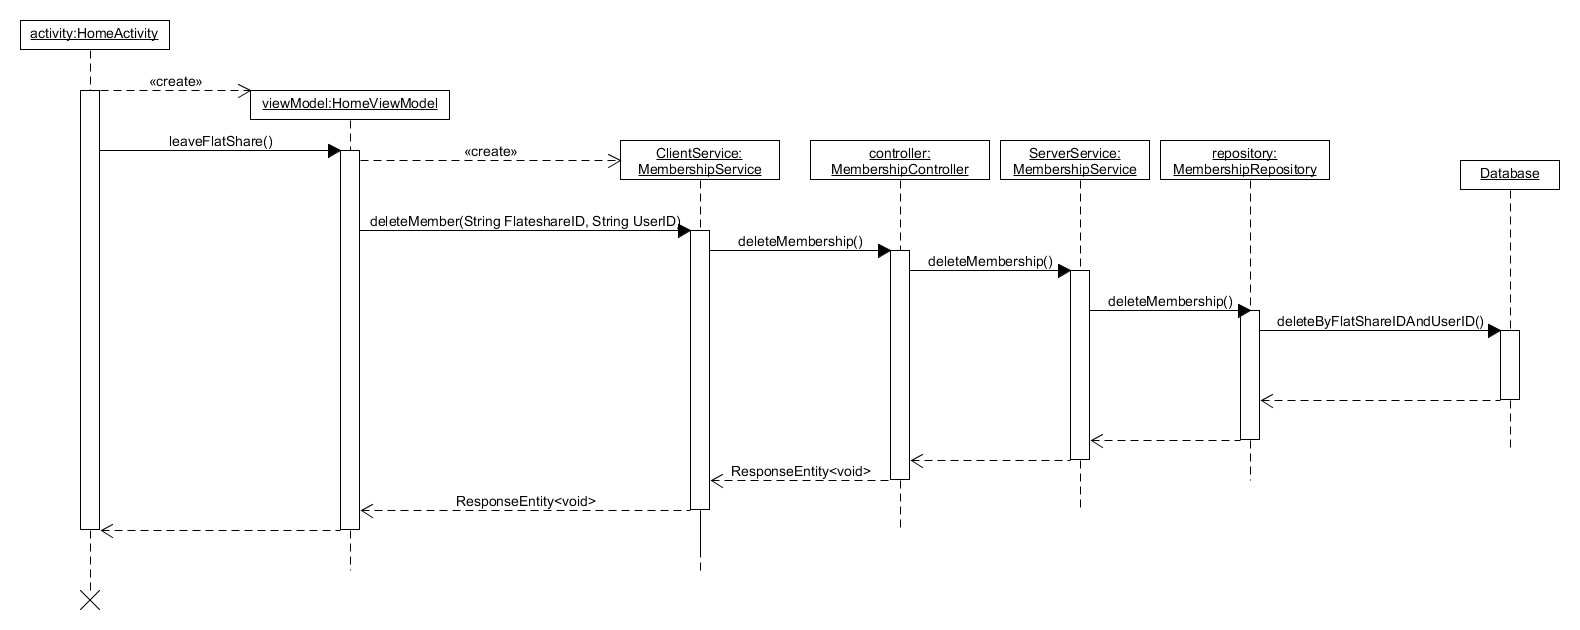 activity:HomeActivity
«create»
viewModel:HomeViewModel
leaveFlatShare()
«create»
ClientService:
MembershipService
controller:
MembershipController
ServerService:
MembershipService
repository:
MembershipRepository
Database
deleteMember(String FlateshareID, String UserID)
deleteMembership()
deleteMembership()
deleteMembership()
deleteByFlatShareIDAndUserID()
ResponseEntity<void>
ResponseEntity<void>